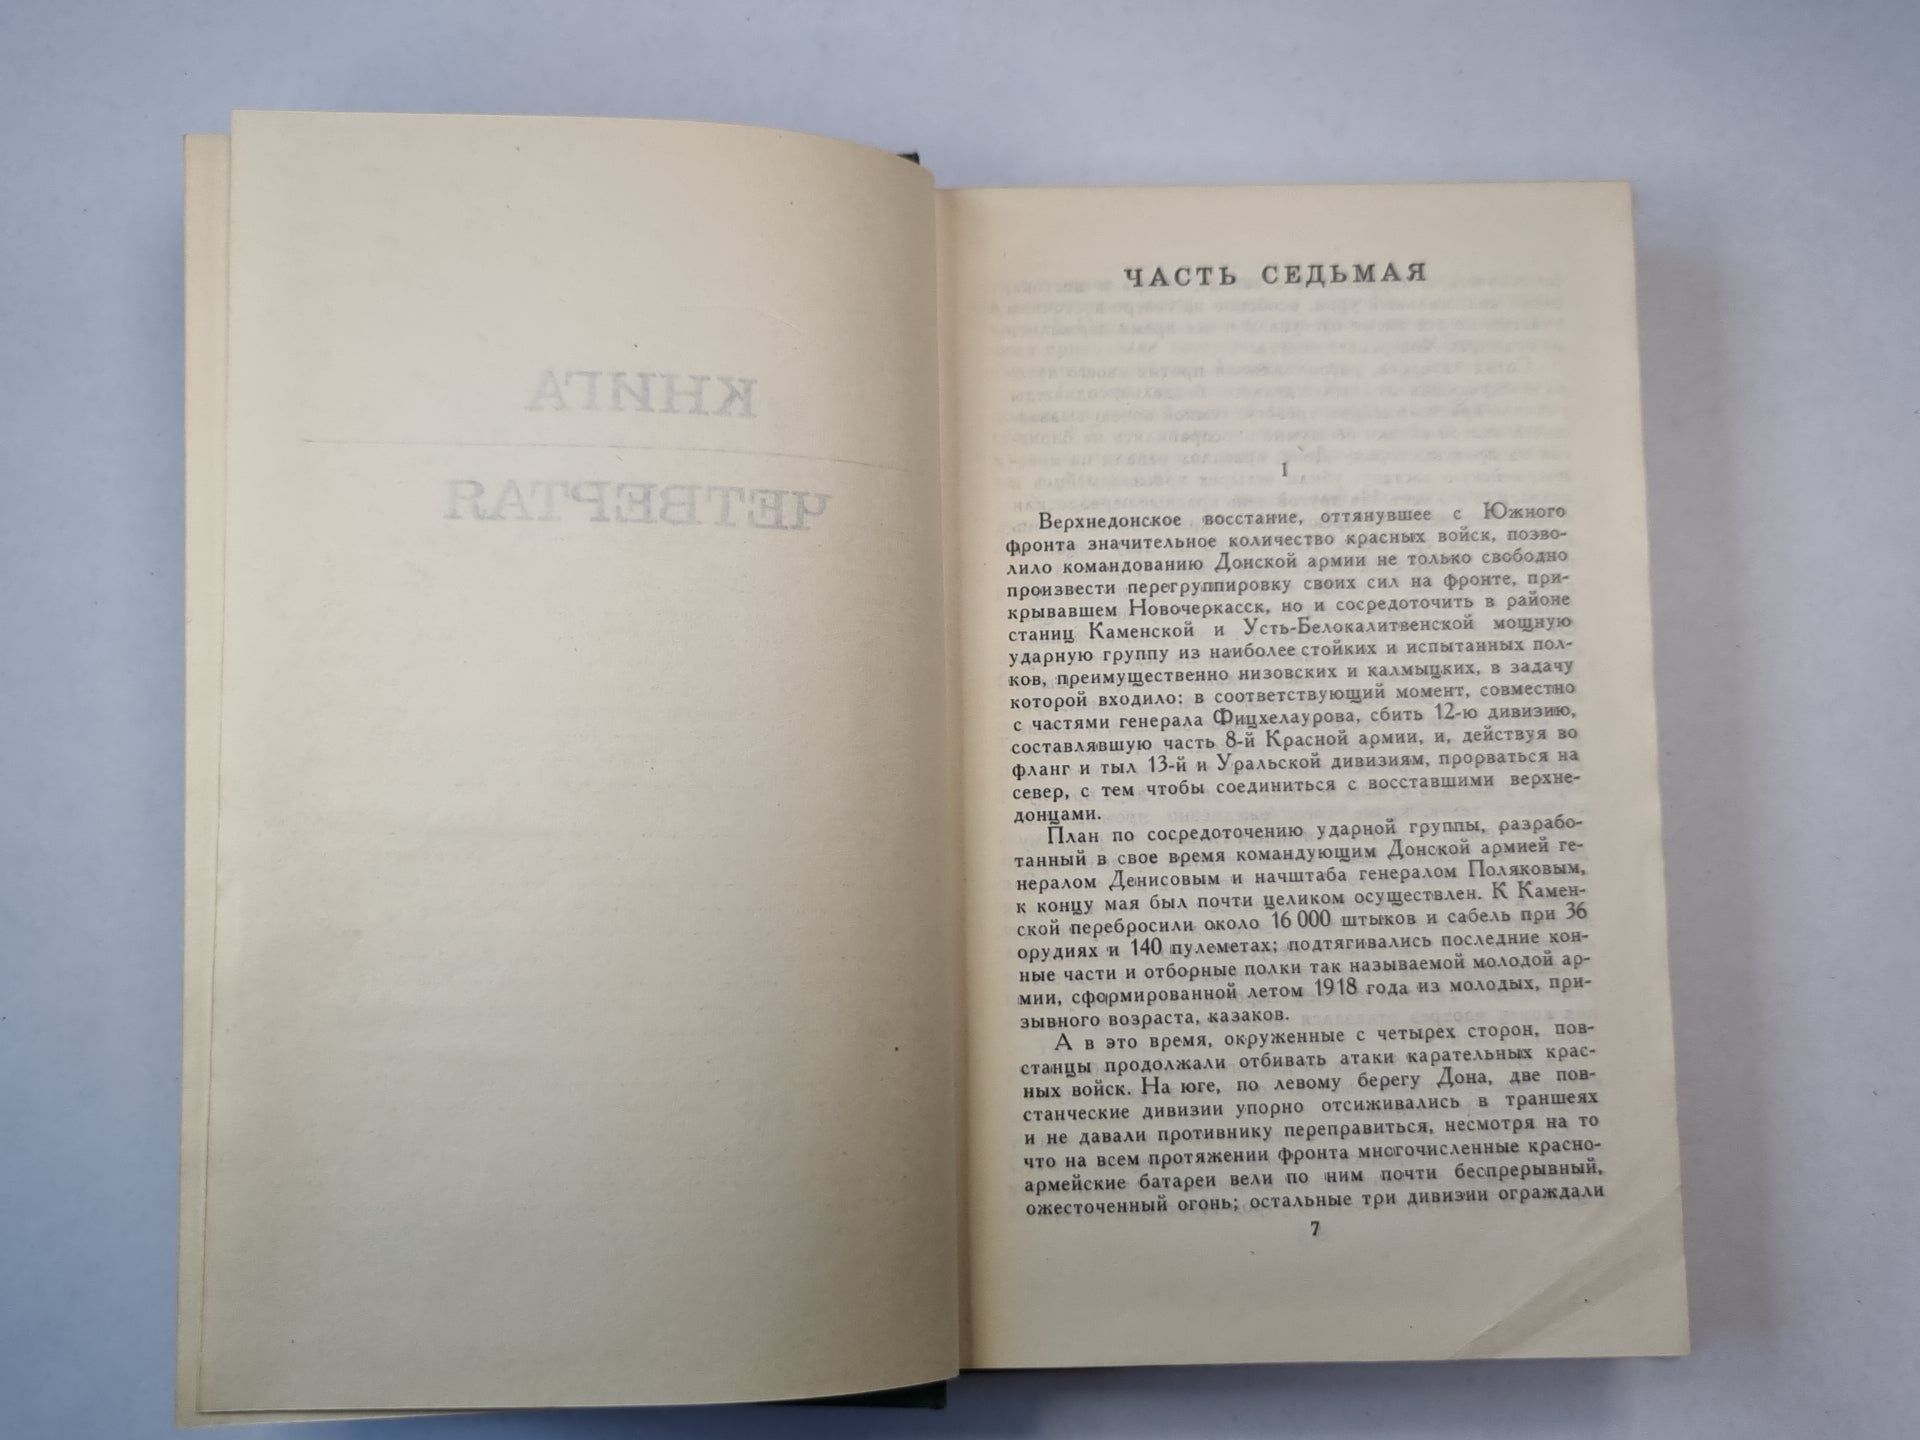 КНИГА
ЧЕТВЕРТАЯ
ЧАСТЬ СЕДЬМАЯ
I
Верхнедонское восстание, оттянувшее с Южного
фронта значительное количество красных войск, позво-
лило командованию Донской армии не только свободно
произвести перегруппировку своих сил на фронте, при-
крывавшем Новочеркасск, но и сосредоточить в районе
станиц Каменской и Усть-Белокалитвенской мощную
ударную группу из наиболее стойких и испытанных пол-
ков, преимущественно низовских и калмыцких, в задачу
которой входило: в соответствующий момент, совместно
с частями генерала Фицхелаурова, сбить 12-ю дивизию,
составлявшую часть 8-й Красной армии, и, действуя во
фланг и тыл 13-й и Уральской дивизиям, прорваться на
север, с тем чтобы соединиться с восставшими верхне-
донцами.
План по сосредоточению ударной группы, разрабо-
танный в свое время командующим Донской армией ге-
нералом Денисовым и начштаба генералом Поляковым,
к концу мая был почти целиком осуществлен. К Камен-
ской перебросили около 16 000 штыков и сабель при 36
орудиях и 140 пулеметах; подтягивались последние кон-
ные части и отборные полки так называемой молодой ар-
мии, сформированной летом 1918 года из молодых, при-
зывного возраста, казаков.
А в это время, окруженные с четырех сторон, пов-
станцы продолжали отбивать атаки карательных крас-
ных войск. На юге, по левому берегу Дона, две пов-
станческие дивизии упорно отсиживались в траншеях
и не давали противнику переправиться, несмотря на то
что на всем протяжении фронта многочисленные красно-
армейские батареи вели по ним почти беспрерывный,
ожесточенный огонь; остальные три дивизии ограждали
7